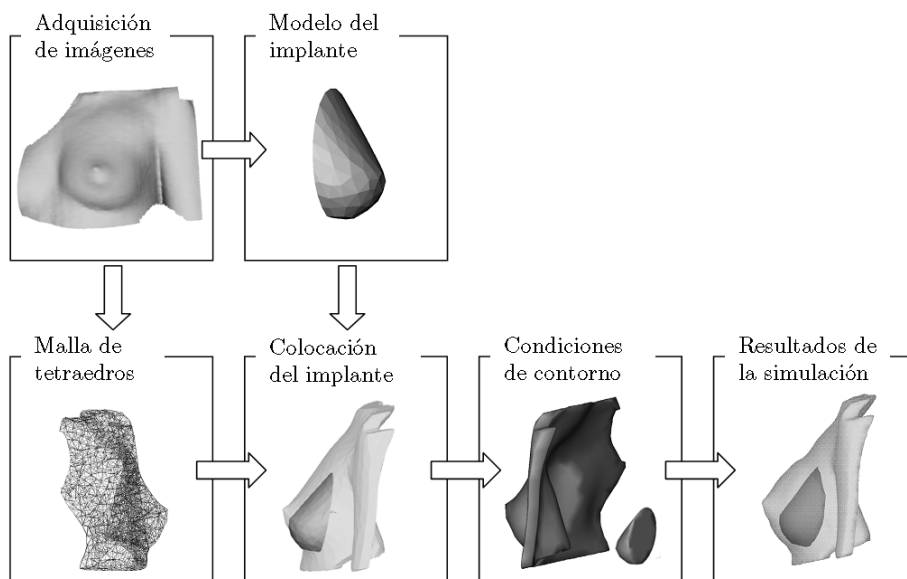 Adquisición
de imágenes
Modelo del
implante
Malla de
tetraedros
Colocación
del implante
Condiciones
de contorno
Resultados de
la simulación